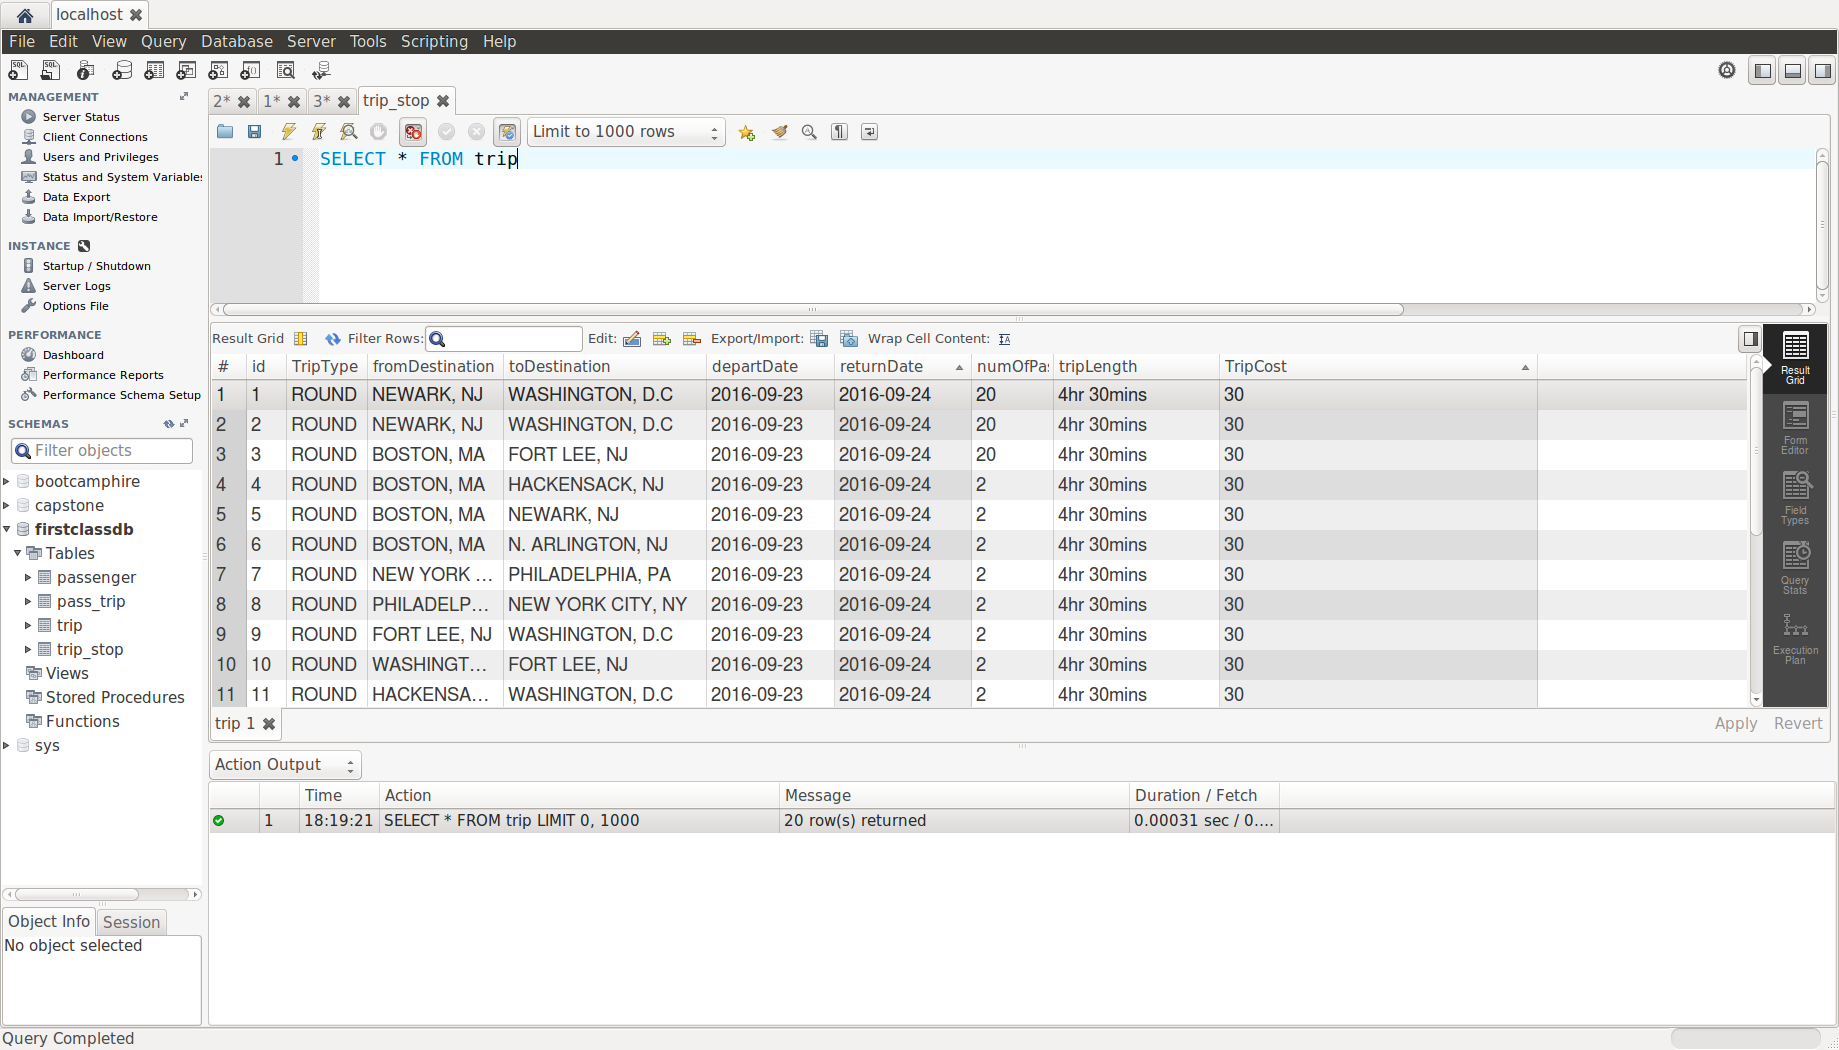 localhost
File Edit View Query Database Server Tools Scripting Help
MANAGEMENT
Server Status
Client Connections
Users and Privileges
Status and System Variable
Data Export
Data Import/Restore
INSTANCE
Startup / Shutdown
Server Logs
Options File
PERFORMANCE
Dashboard
Performance Reports
Performance Schema Setup
SCHEMAS
Filter objects
bootcamphire
capstone
firstclassdb
Tables
passenger
pass_trip
trip
trip_stop
Views
Stored Procedures
Functions
sys
Object Info Session
No object selected
2* 1* 3* trip_stop
Limit to 1000 rows
1 SELECT * FROM trip
Result Grid Filter Rows: Edit: Export/Import: Wrap Cell Content:
# id TripType fromDestination toDestination departDate returnDate numOfPa tripLength TripCost
1 1 ROUND NEWARK, NJ WASHINGTON, D.C 2016-09-23 2016-09-24 20 4hr 30mins 30
2 2 ROUND NEWARK, NJ WASHINGTON, D.C 2016-09-23 2016-09-24 20 4hr 30mins 30
3 3 ROUND BOSTON, MA FORT LEE, NJ 2016-09-23 2016-09-24 20 4hr 30mins 30
4 4 ROUND BOSTON, MA HACKENSACK, NJ 2016-09-23 2016-09-24 2 4hr 30mins 30
5 5 ROUND BOSTON, MA NEWARK, NJ 2016-09-23 2016-09-24 2 4hr 30mins 30
6 6 ROUND BOSTON, MA N. ARLINGTON, NJ 2016-09-23 2016-09-24 2 4hr 30mins 30
7 7 ROUND NEW YORK ... PHILADELPHIA, PA 2016-09-23 2016-09-24 2 4hr 30mins 30
8 8 ROUND PHILADELP... NEW YORK CITY, NY 2016-09-23 2016-09-24 2 4hr 30mins 30
9 9 ROUND FORT LEE, NJ WASHINGTON, D.C 2016-09-23 2016-09-24 2 4hr 30mins 30
10 10 ROUND WASHINGT... FORT LEE, NJ 2016-09-23 2016-09-24 2 4hr 30mins 30
11 11 ROUND HACKENSA... WASHINGTON, D.C 2016-09-23 2016-09-24 2 4hr 30mins 30
Result
Grid
Form
Editor
Field
Types
Query
Stats
Execution
Plan
trip 1 Apply Revert
Action Output
Time Action Message Duration / Fetch
1 18:19:21 SELECT * FROM trip LIMIT 0, 1000 20 row(s) returned 0.00031 sec / 0....
Query Completed